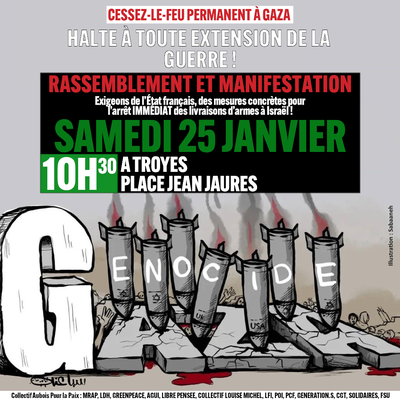 CESSEZ-LE-FEU PERMANENT À GAZA
HALTE À TOUTE EXTENSION DE LA
GUERRE !
RASSEMBLEMENT ET MANIFESTATION
Exigeons de l'État français, des mesures concrètes pour
l'arrêt IMMÉDIAT des livraisons d'armes à Israël !
SAMEDI 25 JANVIER
10H30 A TROYES
PLACE JEAN JAURES
Illustration : Sabaaneh
GENOCIDE
GAZA
USA
Collectif Aubois Pour la Paix : MRAP, LDH, GREENPEACE, AGUI, LIBRE PENSEE, COLLECTIF LOUISE MICHEL, LFI, POI, PCF, GENERATION.S, CGT, SOLIDAIRES, FSU